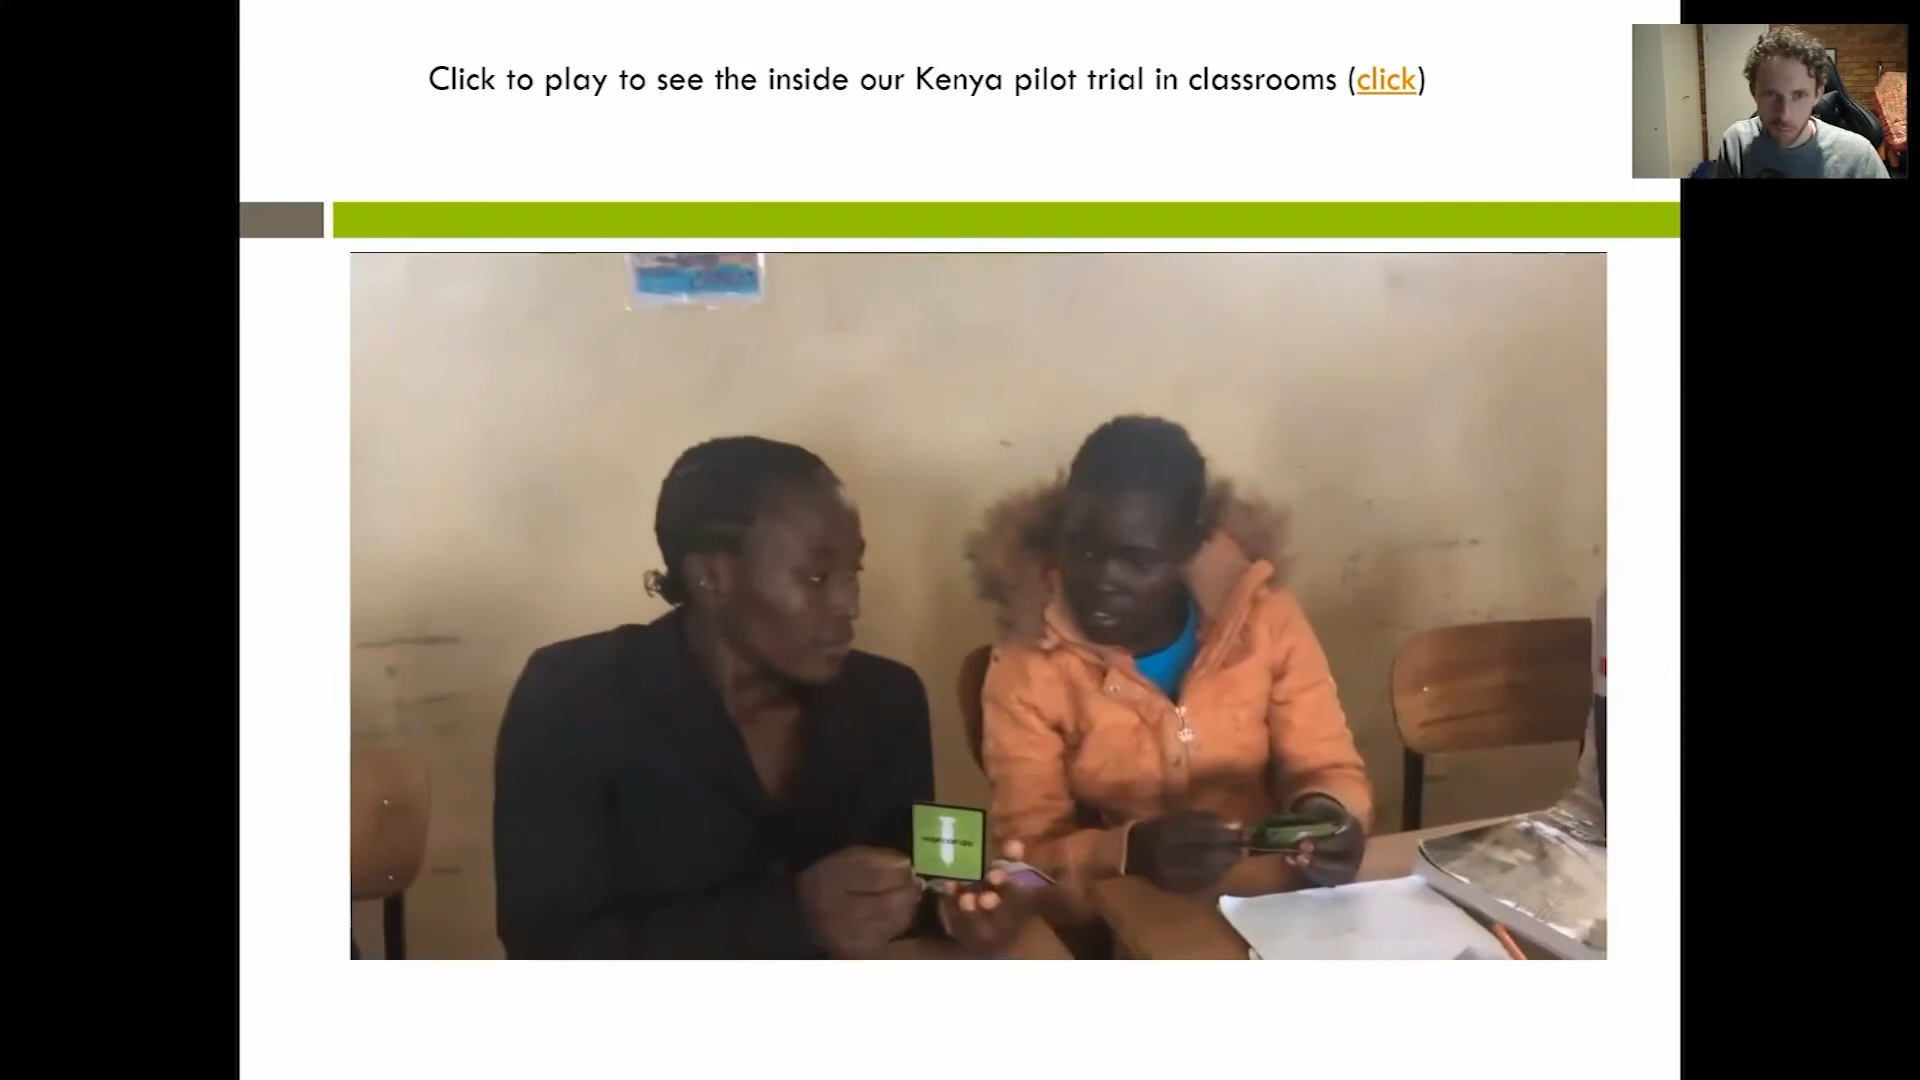 Click to play to see the inside our Kenya pilot trial in classrooms (click)